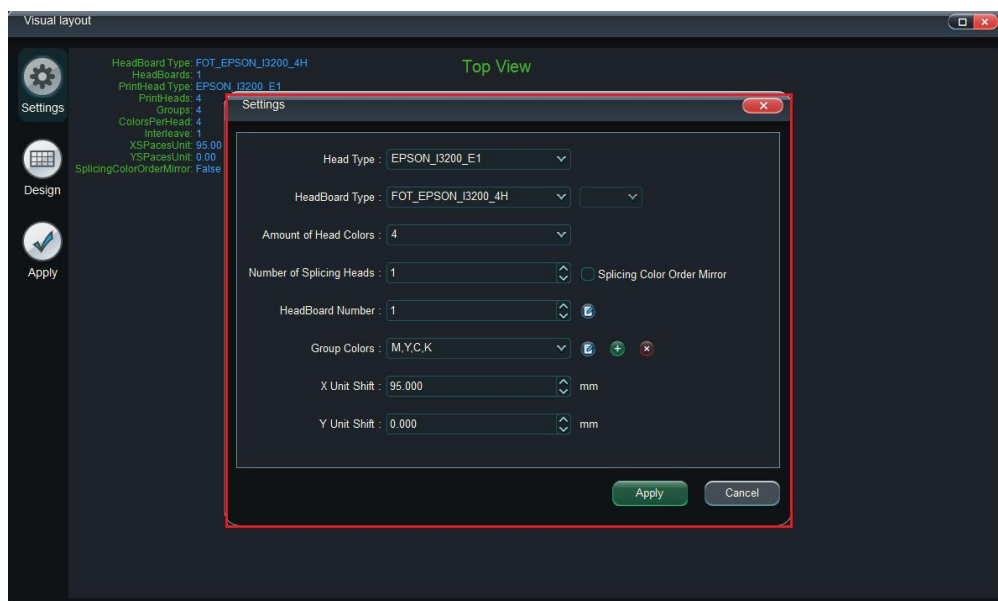 Visual layout
Settings
Design
Apply
HeadBoard Type: FOT_EPSON_I3200_4H
HeadBoards: 1
PrintHead Type: EPSON_I3200_E1
PrintHeads: 4
Groups: 4
ColorsPerHead: 4
Interleave: 1
XSPacesUnit: 95.00
YSPacesUnit: 0.00
SplicingColorOrderMirror: False
Top View
Settings
Head Type : EPSON_I3200_E1
HeadBoard Type : FOT_EPSON_I3200_4H
Amount of Head Colors : 4
Number of Splicing Heads : 1 Splicing Color Order Mirror
HeadBoard Number : 1
Group Colors : M,Y,C,K
X Unit Shift : 95.000 mm
Y Unit Shift : 0.000 mm
Apply Cancel